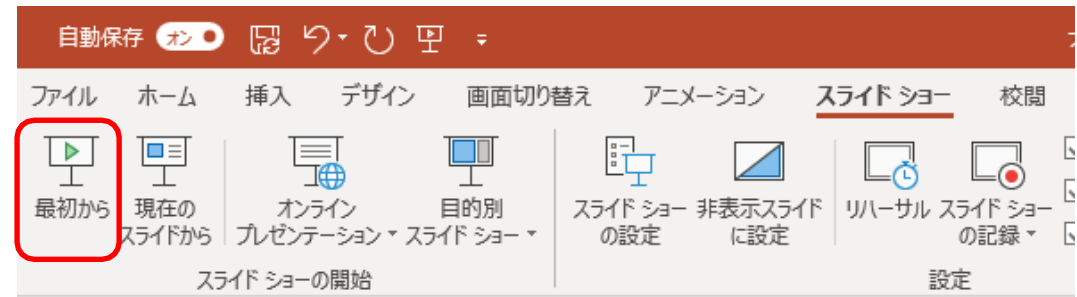 自動保存 オン
ファイル ホーム 挿入 デザイン 画面切り替え アニメーション スライド ショー 校閲
最初から
現在の
スライドから
オンライン
プレゼンテーション
目的別
スライド ショー
スライド ショー
の設定
非表示スライド
に設定
リハーサル
スライド ショー
の記録
スライド ショーの開始
設定